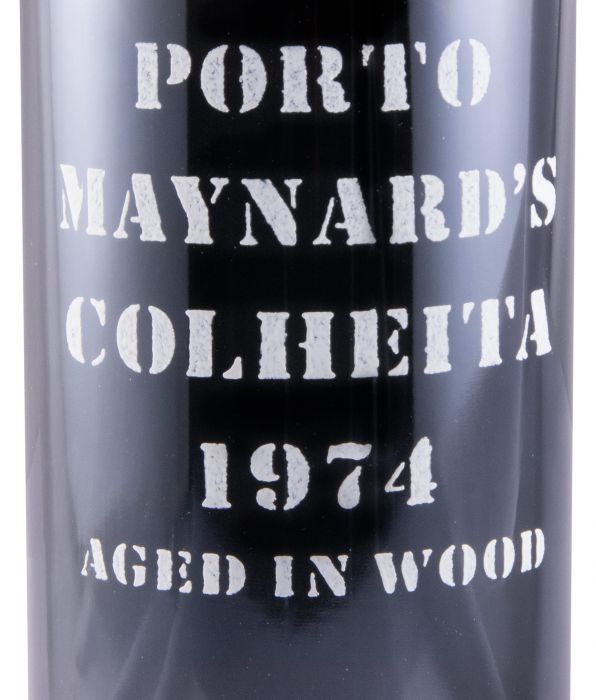 PORTO
MAYNARD'S
COLHEITA
1974
AGED IN WOOD